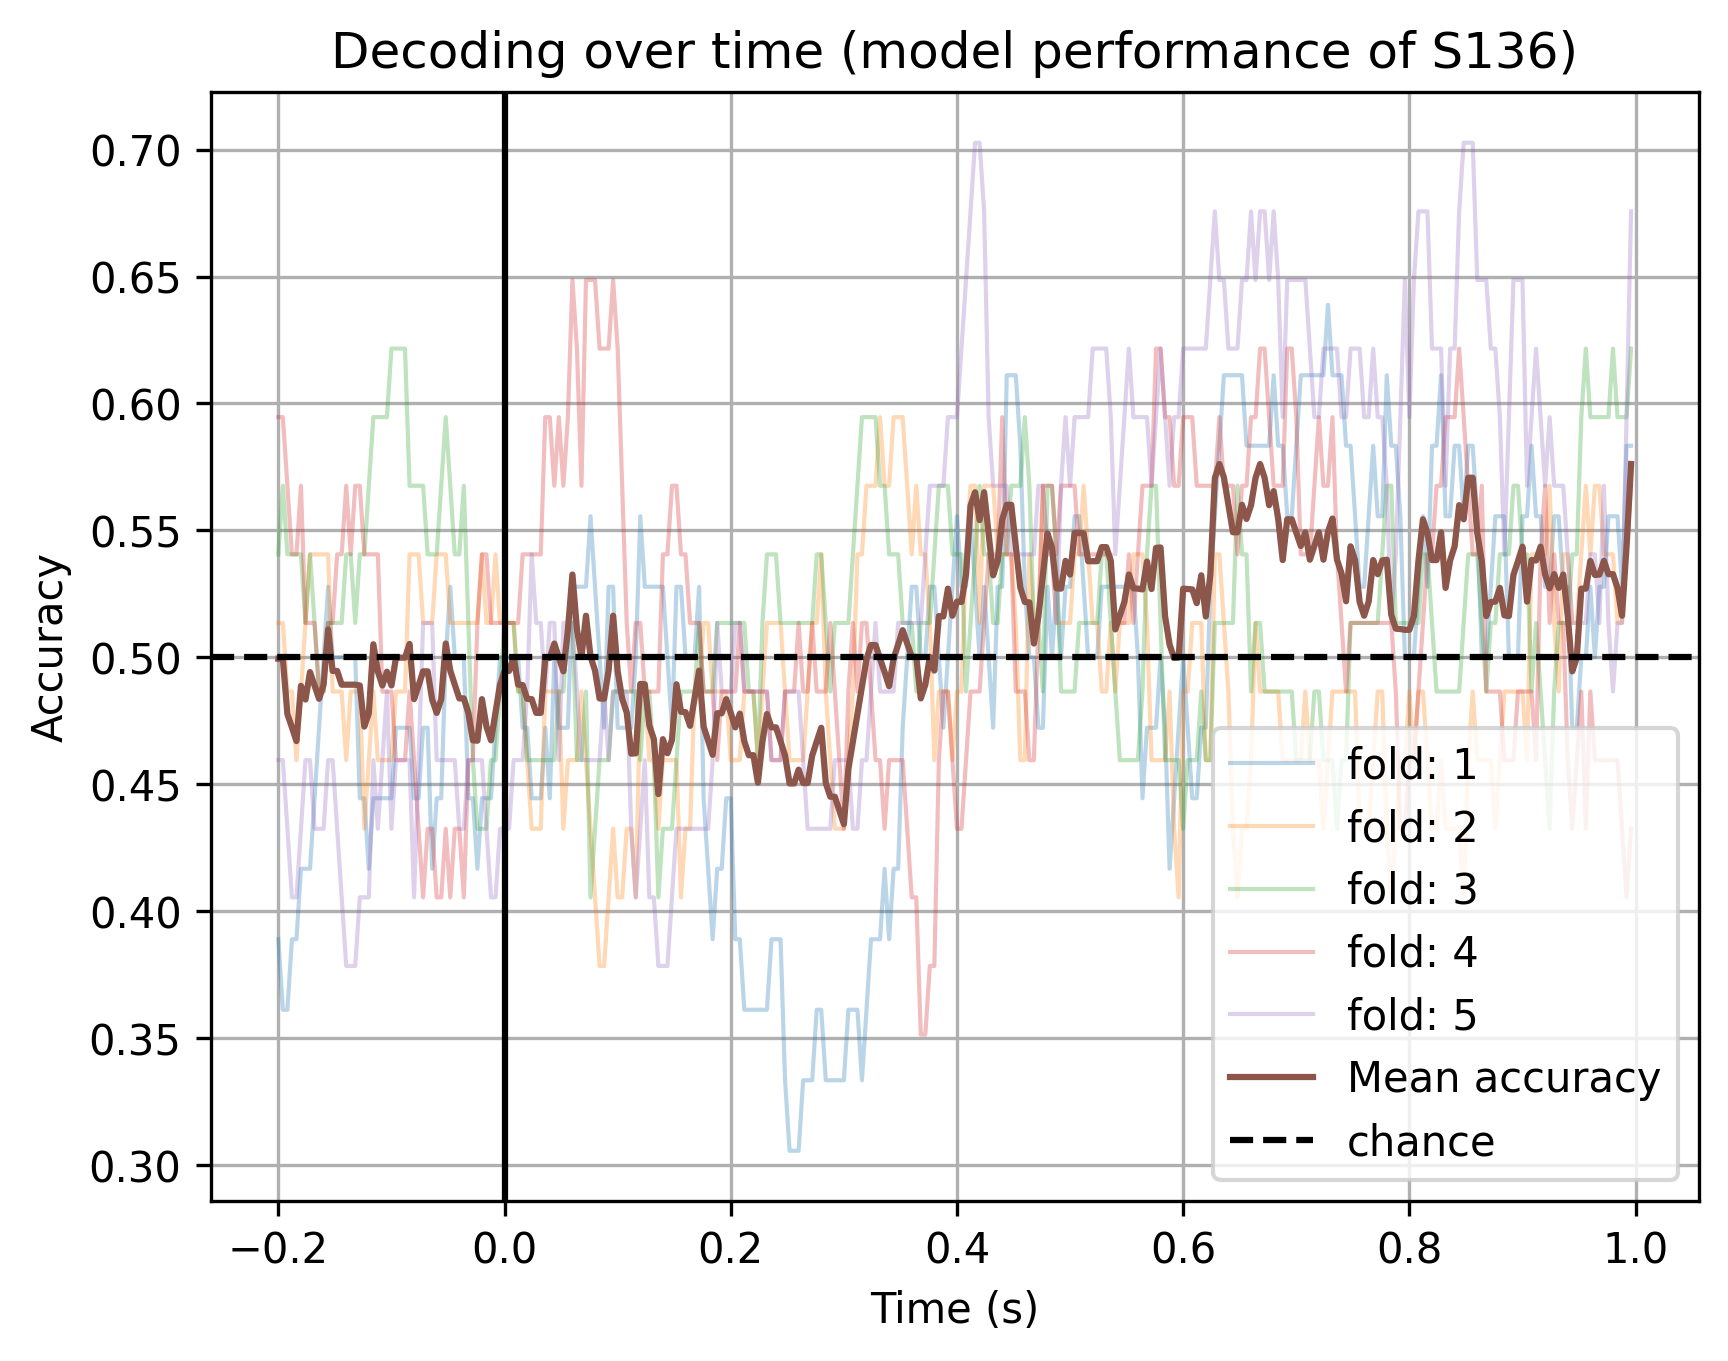 Decoding over time (model performance of S136)
Accuracy
0.70
0.65
0.60
0.55
0.50
0.45
0.40
0.35
0.30
fold: 1
fold: 2
fold: 3
fold: 4
fold: 5
Mean accuracy
chance
−0.2 0.0 0.2 0.4 0.6 0.8 1.0
Time (s)